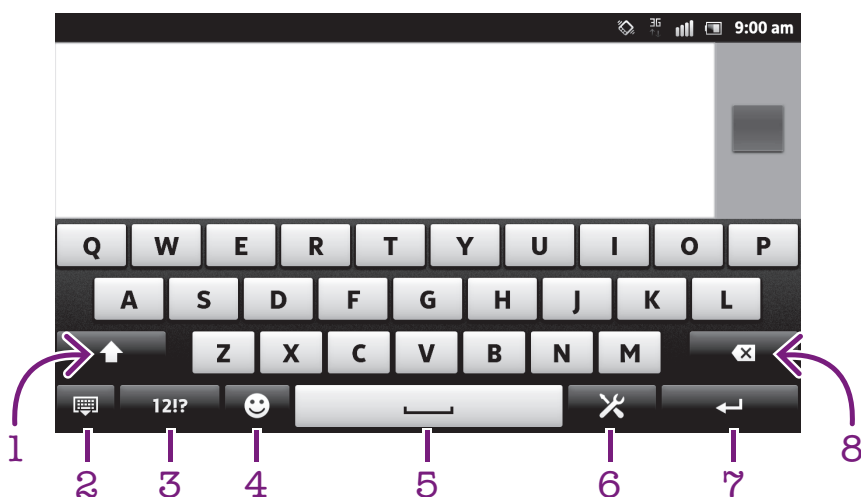 3G 9:00 am
Q W E R T Y U I O P
A S D F G H J K L
Z X C V B N M
12!?
1 2 3 4 5 6 7 8